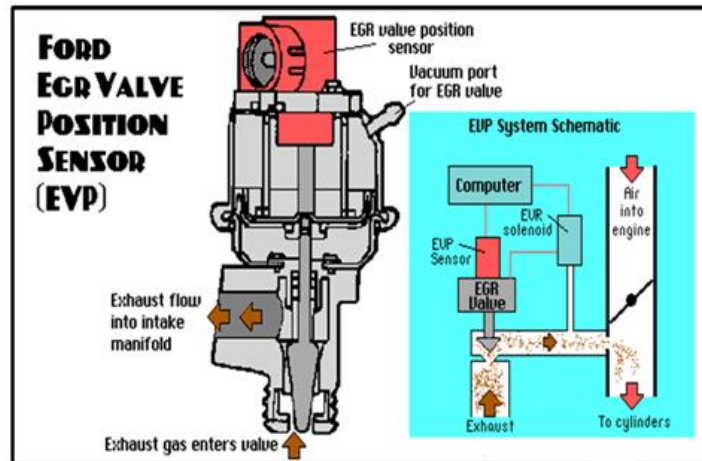 FORD
EGR VALVE
POSITION
SENSOR
(EVP)
EGR valve position
sensor
Vacuum port
for EGR valve
Exhaust flow
into intake
manifold
Exhaust gas enters valve
EVP System Schematic
Computer
EVR
solenoid
Air
into
engine
EVP
Sensor
EGR
Valve
Exhaust
To cylinders